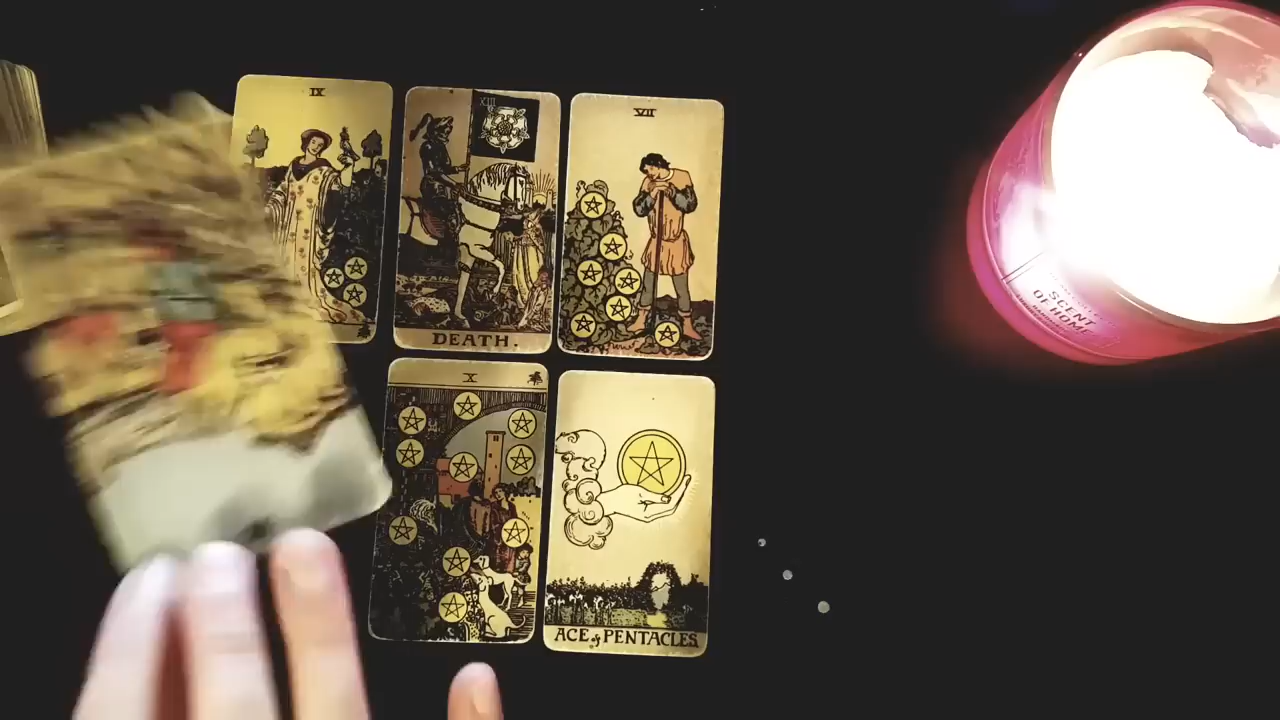 IX
XIII
VII
DEATH.
X
ACE of PENTACLES
SCENT
OF HOME